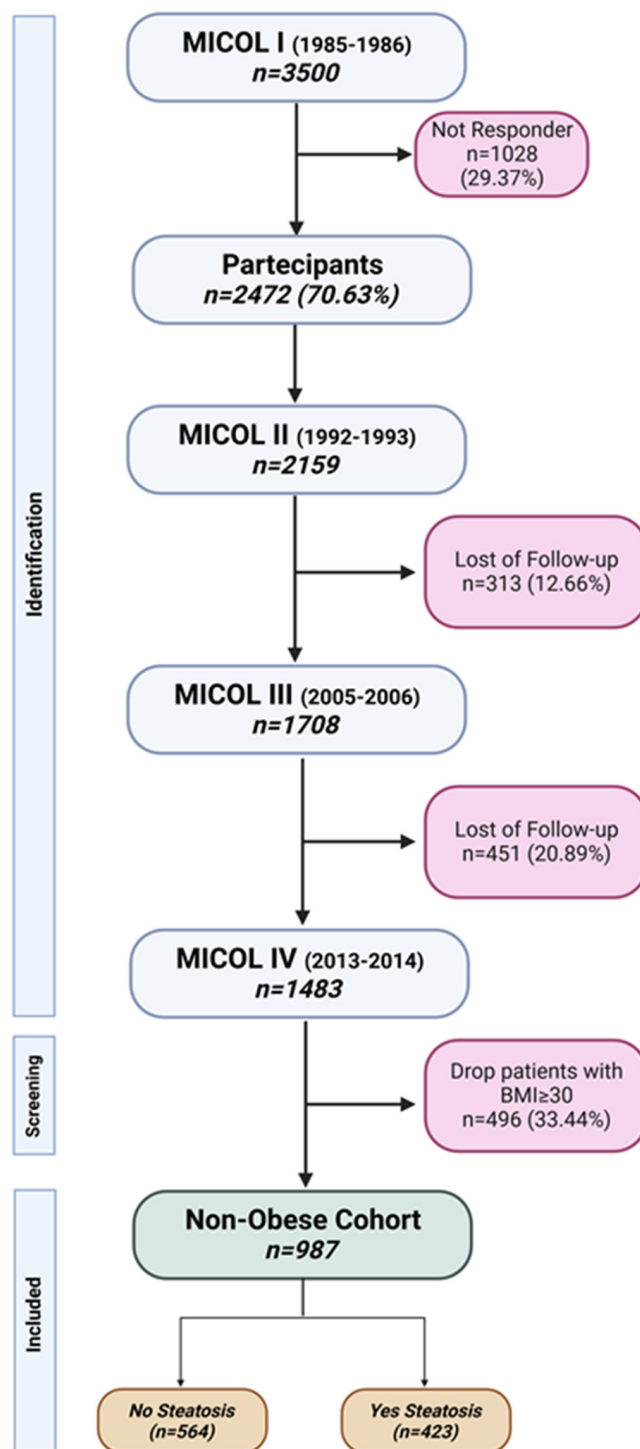 MICOL I (1985-1986)
n=3500
Not Responder
n=1028
(29.37%)
Partecipants
n=2472 (70.63%)
MICOL II (1992-1993)
n=2159
Lost of Follow-up
n=313 (12.66%)
Identification
MICOL III (2005-2006)
n=1708
Lost of Follow-up
n=451 (20.89%)
MICOL IV (2013-2014)
n=1483
Screening
Drop patients with
BMI≥30
n=496 (33.44%)
Non-Obese Cohort
n=987
Included
No Steatosis
(n=564)
Yes Steatosis
(n=423)